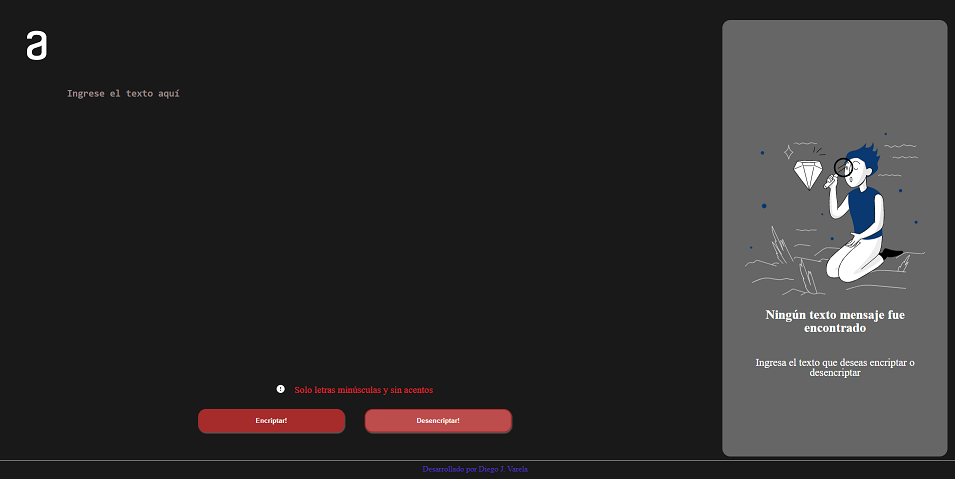 a
Ingrese el texto aquí
Solo letras minúsculas y sin acentos
Encriptar!
Desencriptar!
Ningún texto mensaje fue
encontrado
Ingresa el texto que deseas encriptar o
desencriptar
Desarrollado por Diego J. Varela